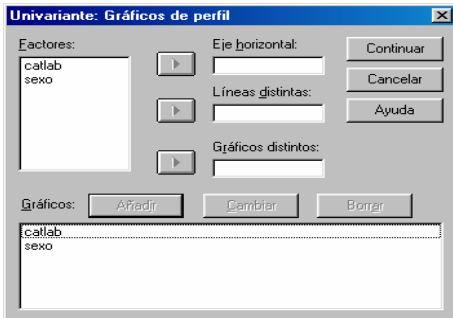 Univariante: Gráficos de perfil
Factores:
catlab
sexo
Eje horizontal:
Líneas distintas:
Gráficos distintos:
Continuar
Cancelar
Ayuda
Gráficos:
Añadir
Cambiar
Borrar
catlab
sexo